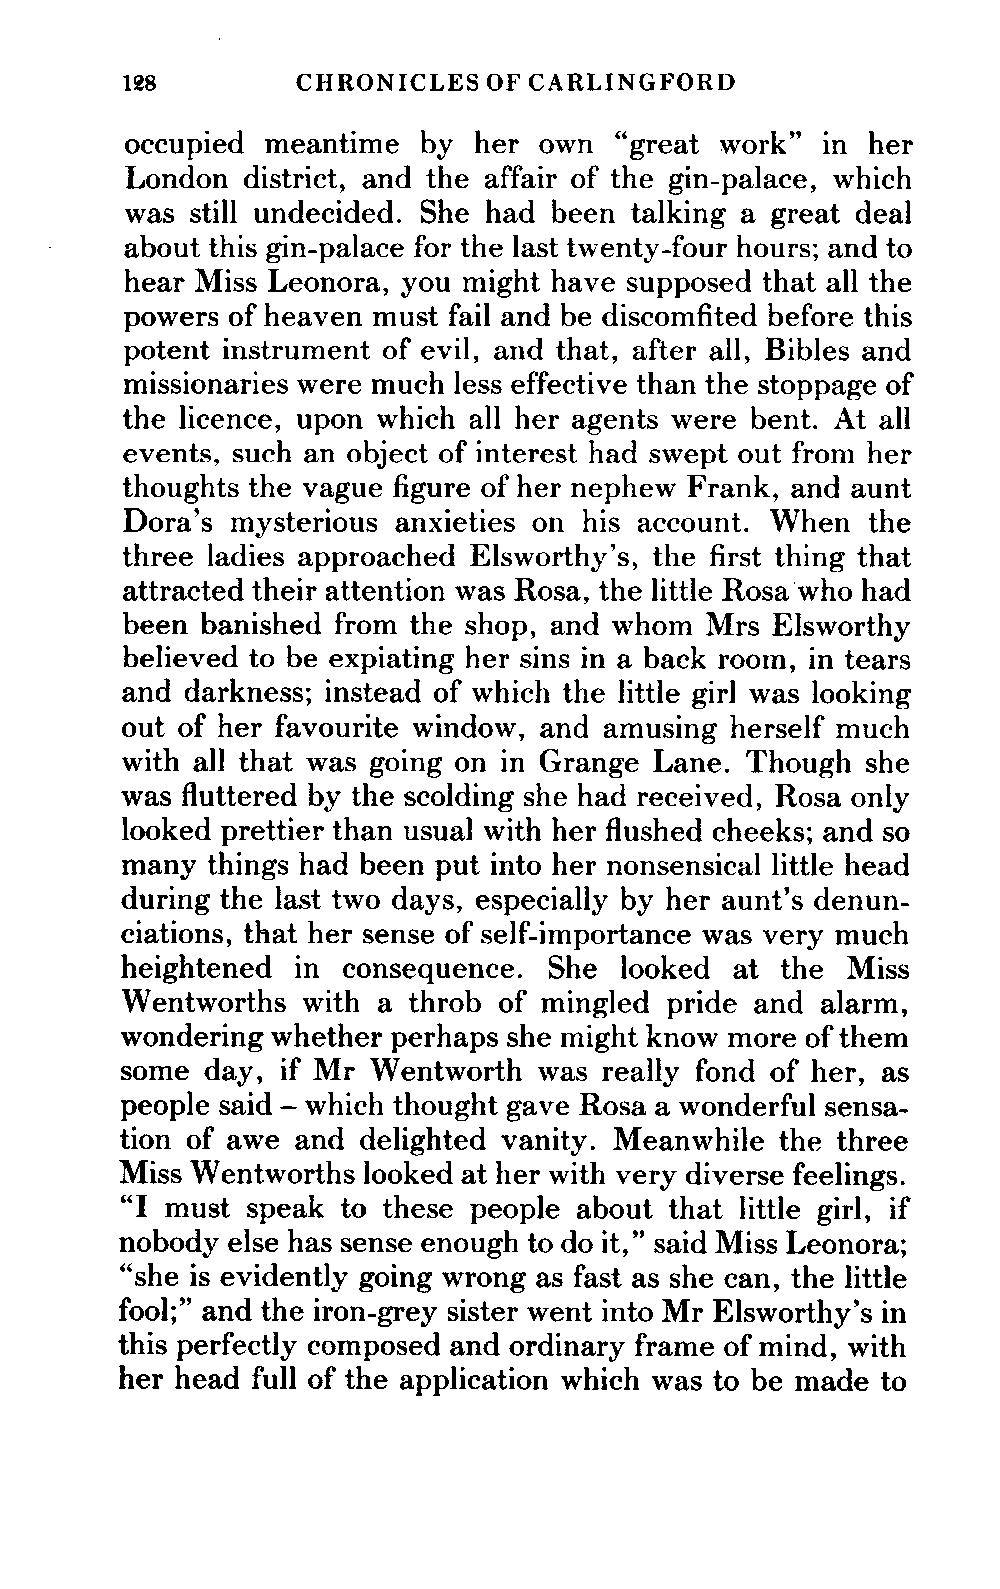 128 CHRONICLES OF CARLINGFORD
occupied meantime by her own “great work” in her
London district, and the affair of the gin-palace, which
was still undecided. She had been talking a great deal
about this gin-palace for the last twenty-four hours; and to
hear Miss Leonora, you might have supposed that all the
powers of heaven must fail and be discomfited before this
potent instrument of evil, and that, after all, Bibles and
missionaries were much less effective than the stoppage of
the licence, upon which all her agents were bent. At all
events, such an object of interest had swept out from her
thoughts the vague figure of her nephew Frank, and aunt
Dora’s mysterious anxieties on his account. When the
three ladies approached Elsworthy’s, the first thing that
attracted their attention was Rosa, the little Rosa who had
been banished from the shop, and whom Mrs Elsworthy
believed to be expiating her sins in a back room, in tears
and darkness; instead of which the little girl was looking
out of her favourite window, and amusing herself much
with all that was going on in Grange Lane. Though she
was fluttered by the scolding she had received, Rosa only
looked prettier than usual with her flushed cheeks; and so
many things had been put into her nonsensical little head
during the last two days, especially by her aunt’s denun-
ciations, that her sense of self-importance was very much
heightened in consequence. She looked at the Miss
Wentworths with a throb of mingled pride and alarm,
wondering whether perhaps she might know more of them
some day, if Mr Wentworth was really fond of her, as
people said – which thought gave Rosa a wonderful sensa-
tion of awe and delighted vanity. Meanwhile the three
Miss Wentworths looked at her with very diverse feelings.
“I must speak to these people about that little girl, if
nobody else has sense enough to do it,” said Miss Leonora;
“she is evidently going wrong as fast as she can, the little
fool;” and the iron-grey sister went into Mr Elsworthy’s in
this perfectly composed and ordinary frame of mind, with
her head full of the application which was to be made to